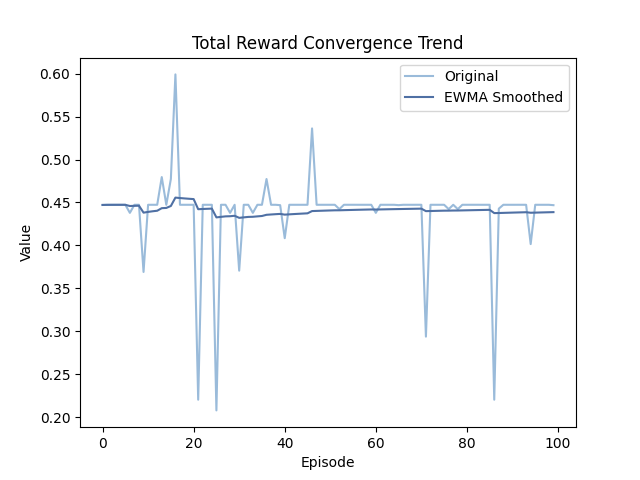 Total Reward Convergence Trend
Original
EWMA Smoothed
0.60
0.55
0.50
0.45
0.40
0.35
0.30
0.25
0.20
Value
0 20 40 60 80 100
Episode